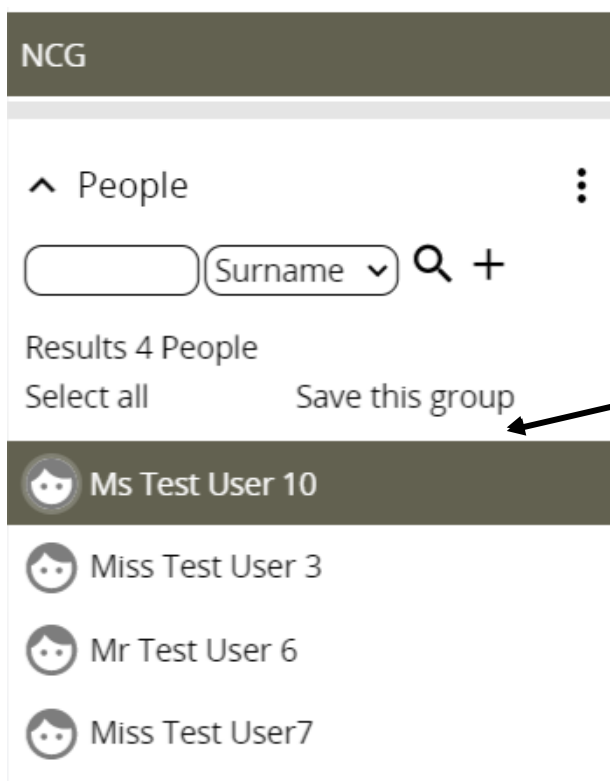 NCG
People
Surname
Results 4 People
Select all Save this group
Ms Test User 10
Miss Test User 3
Mr Test User 6
Miss Test User7